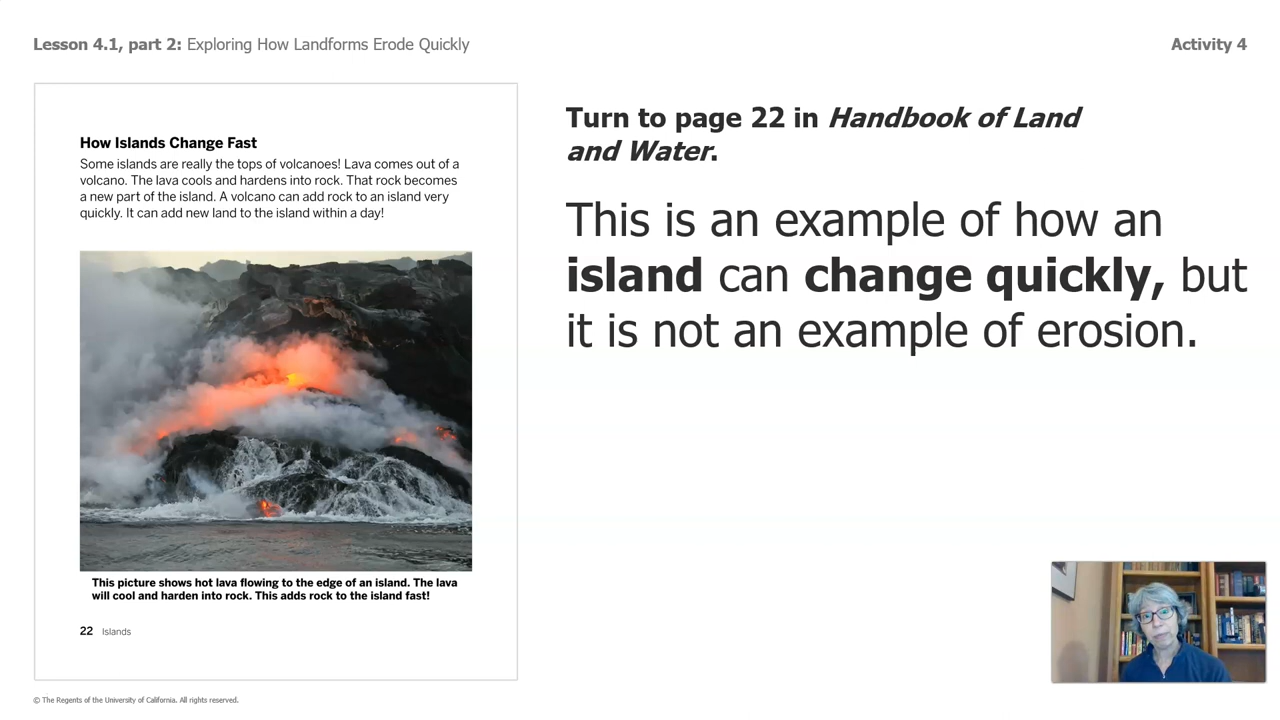 Lesson 4.1, part 2: Exploring How Landforms Erode Quickly
Activity 4
How Islands Change Fast
Some islands are really the tops of volcanoes! Lava comes out of a
volcano. The lava cools and hardens into rock. That rock becomes
a new part of the island. A volcano can add rock to an island very
quickly. It can add new land to the island within a day!
This picture shows hot lava flowing to the edge of an island. The lava
will cool and harden into rock. This adds rock to the island fast!
22 Islands
Turn to page 22 in Handbook of Land
and Water.
This is an example of how an
island can change quickly, but
it is not an example of erosion.
© The Regents of the University of California. All rights reserved.